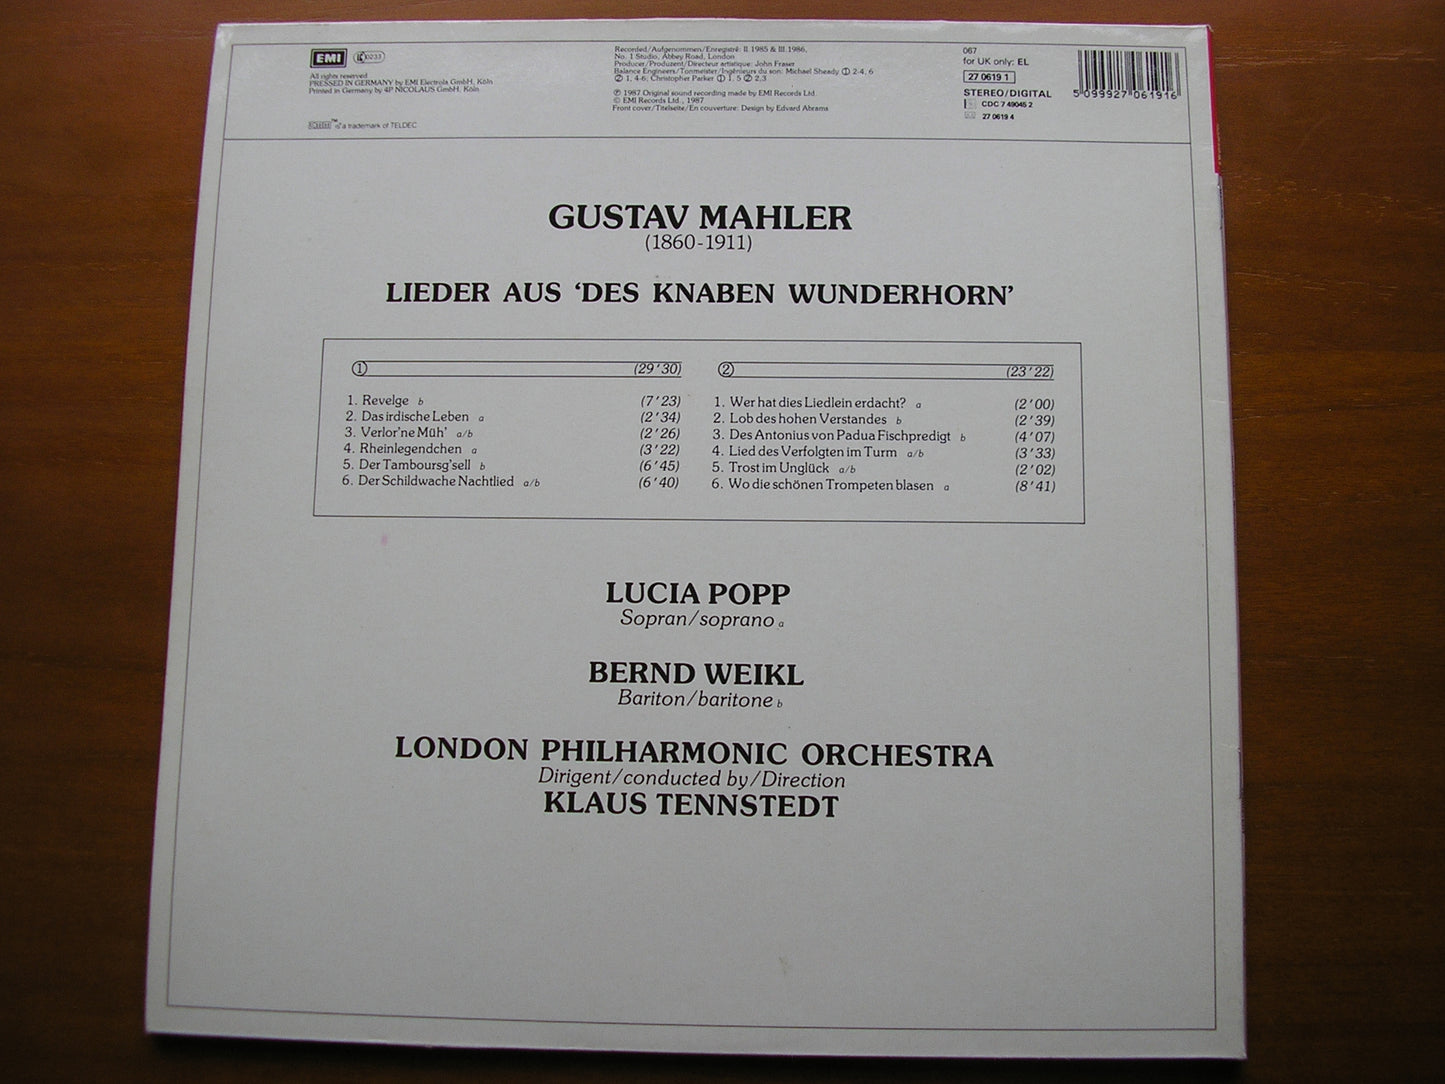 EMI
LC 0233
All rights reserved
PRESSED IN GERMANY by EMI Electrola GmbH, Köln
Printed in Germany by 4P NICOLAUS GmbH, Köln
™ is a trademark of TELDEC
Recorded/Aufgenommen/Enregistré: II. 1985 & III. 1986,
No. 1 Studio, Abbey Road, London
Producer/Produzent/Directeur artistique: John Fraser
Balance Engineers/Tonmeister/Ingénieurs du son: Michael Sheady ① 2-4, 6
② 1, 4-6; Christopher Parker ① 1, 5 ② 2,3
℗ 1987 Original sound recording made by EMI Records Ltd.
© EMI Records Ltd., 1987
Front cover/Titelseite/En couverture: Design by Edvard Abrams
067
for UK only: EL
27 0619 1
STEREO/DIGITAL
CDC 7 49045 2
27 0619 4
5 099927 061916
GUSTAV MAHLER
(1860-1911)
LIEDER AUS ‘DES KNABEN WUNDERHORN’
① (29’30)
1. Revelge b (7’23)
2. Das irdische Leben a (2’34)
3. Verlor’ne Müh’ a/b (2’26)
4. Rheinlegendchen a (3’22)
5. Der Tamboursg’sell b (6’45)
6. Der Schildwache Nachtlied a/b (6’40)
② (23’22)
1. Wer hat dies Liedlein erdacht? a (2’00)
2. Lob des hohen Verstandes b (2’39)
3. Des Antonius von Padua Fischpredigt b (4’07)
4. Lied des Verfolgten im Turm a/b (3’33)
5. Trost im Unglück a/b (2’02)
6. Wo die schönen Trompeten blasen a (8’41)
LUCIA POPP
Sopran/soprano a
BERND WEIKL
Bariton/baritone b
LONDON PHILHARMONIC ORCHESTRA
Dirigent/conducted by/Direction
KLAUS TENNSTEDT